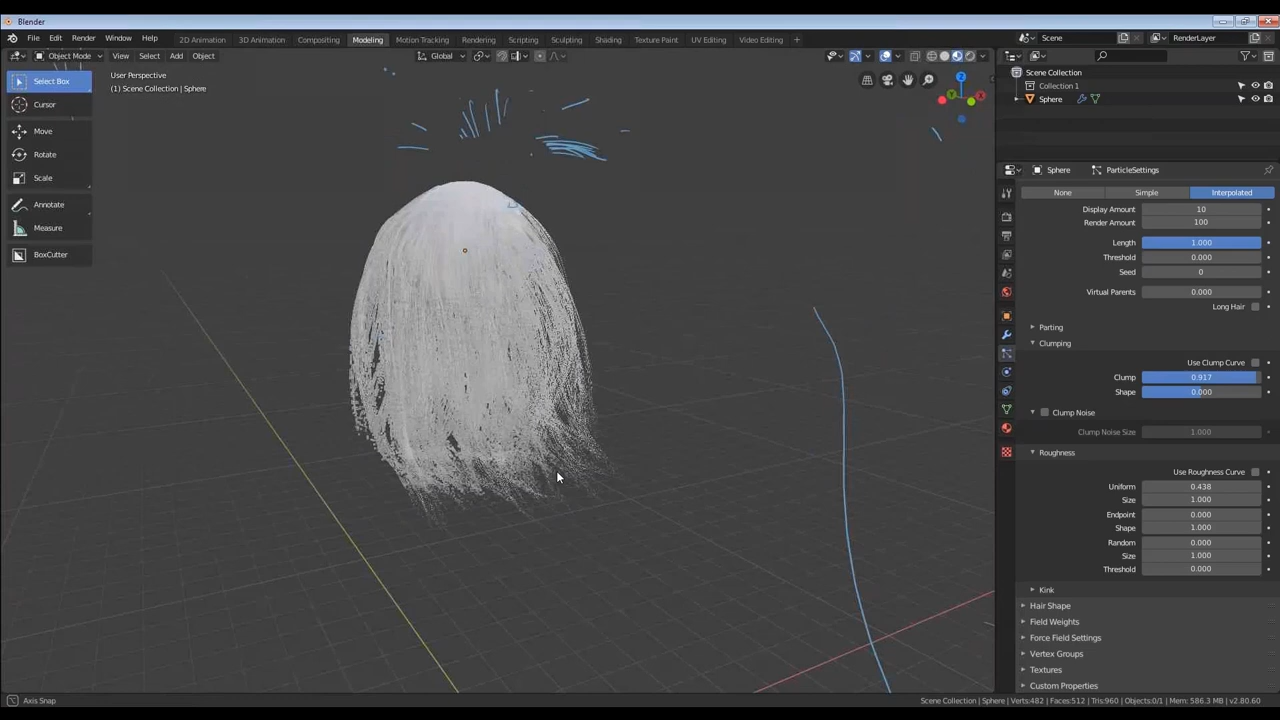 Blender
File Edit Render Window Help 2D Animation 3D Animation Compositing Modeling Motion Tracking Rendering Scripting Sculpting Shading Texture Paint UV Editing Video Editing + Scene RenderLayer
Object Mode View Select Add Object Global
Select Box
Cursor
Move
Rotate
Scale
Annotate
Measure
BoxCutter
User Perspective
(1) Scene Collection | Sphere
Z
Y
X
Scene Collection
Collection 1
Sphere
Sphere ParticleSettings
None Simple Interpolated
Display Amount 10
Render Amount 100
Length 1.000
Threshold 0.000
Seed 0
Virtual Parents 0.000
Long Hair
Parting
Clumping
Use Clump Curve
Clump 0.917
Shape 0.000
Clump Noise
Clump Noise Size 1.000
Roughness
Use Roughness Curve
Uniform 0.438
Size 1.000
Endpoint 0.000
Shape 1.000
Random 0.000
Size 1.000
Threshold 0.000
Kink
Hair Shape
Field Weights
Force Field Settings
Vertex Groups
Textures
Custom Properties
Axis Snap
Scene Collection | Sphere | Verts:482 | Faces:512 | Tris:960 | Objects:0/1 | Mem: 586.3 MB | v2.80.60